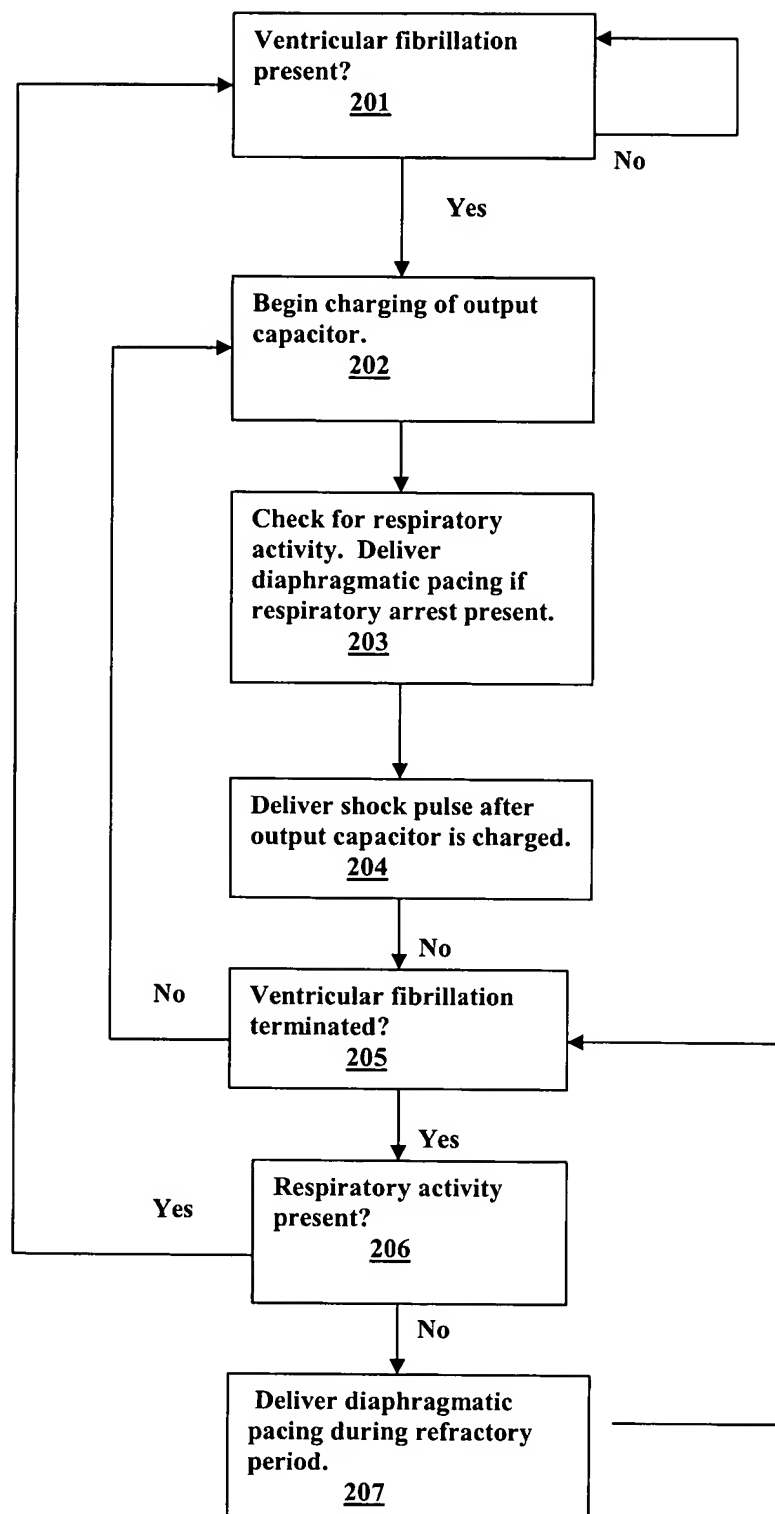 Ventricular fibrillation
present?
201
No
Yes
Begin charging of output
capacitor.
202
Check for respiratory
activity. Deliver
diaphragmatic pacing if
respiratory arrest present.
203
Deliver shock pulse after
output capacitor is charged.
204
No
No
Ventricular fibrillation
terminated?
205
Yes
Yes
Respiratory activity
present?
206
No
Deliver diaphragmatic
pacing during refractory
period.
207